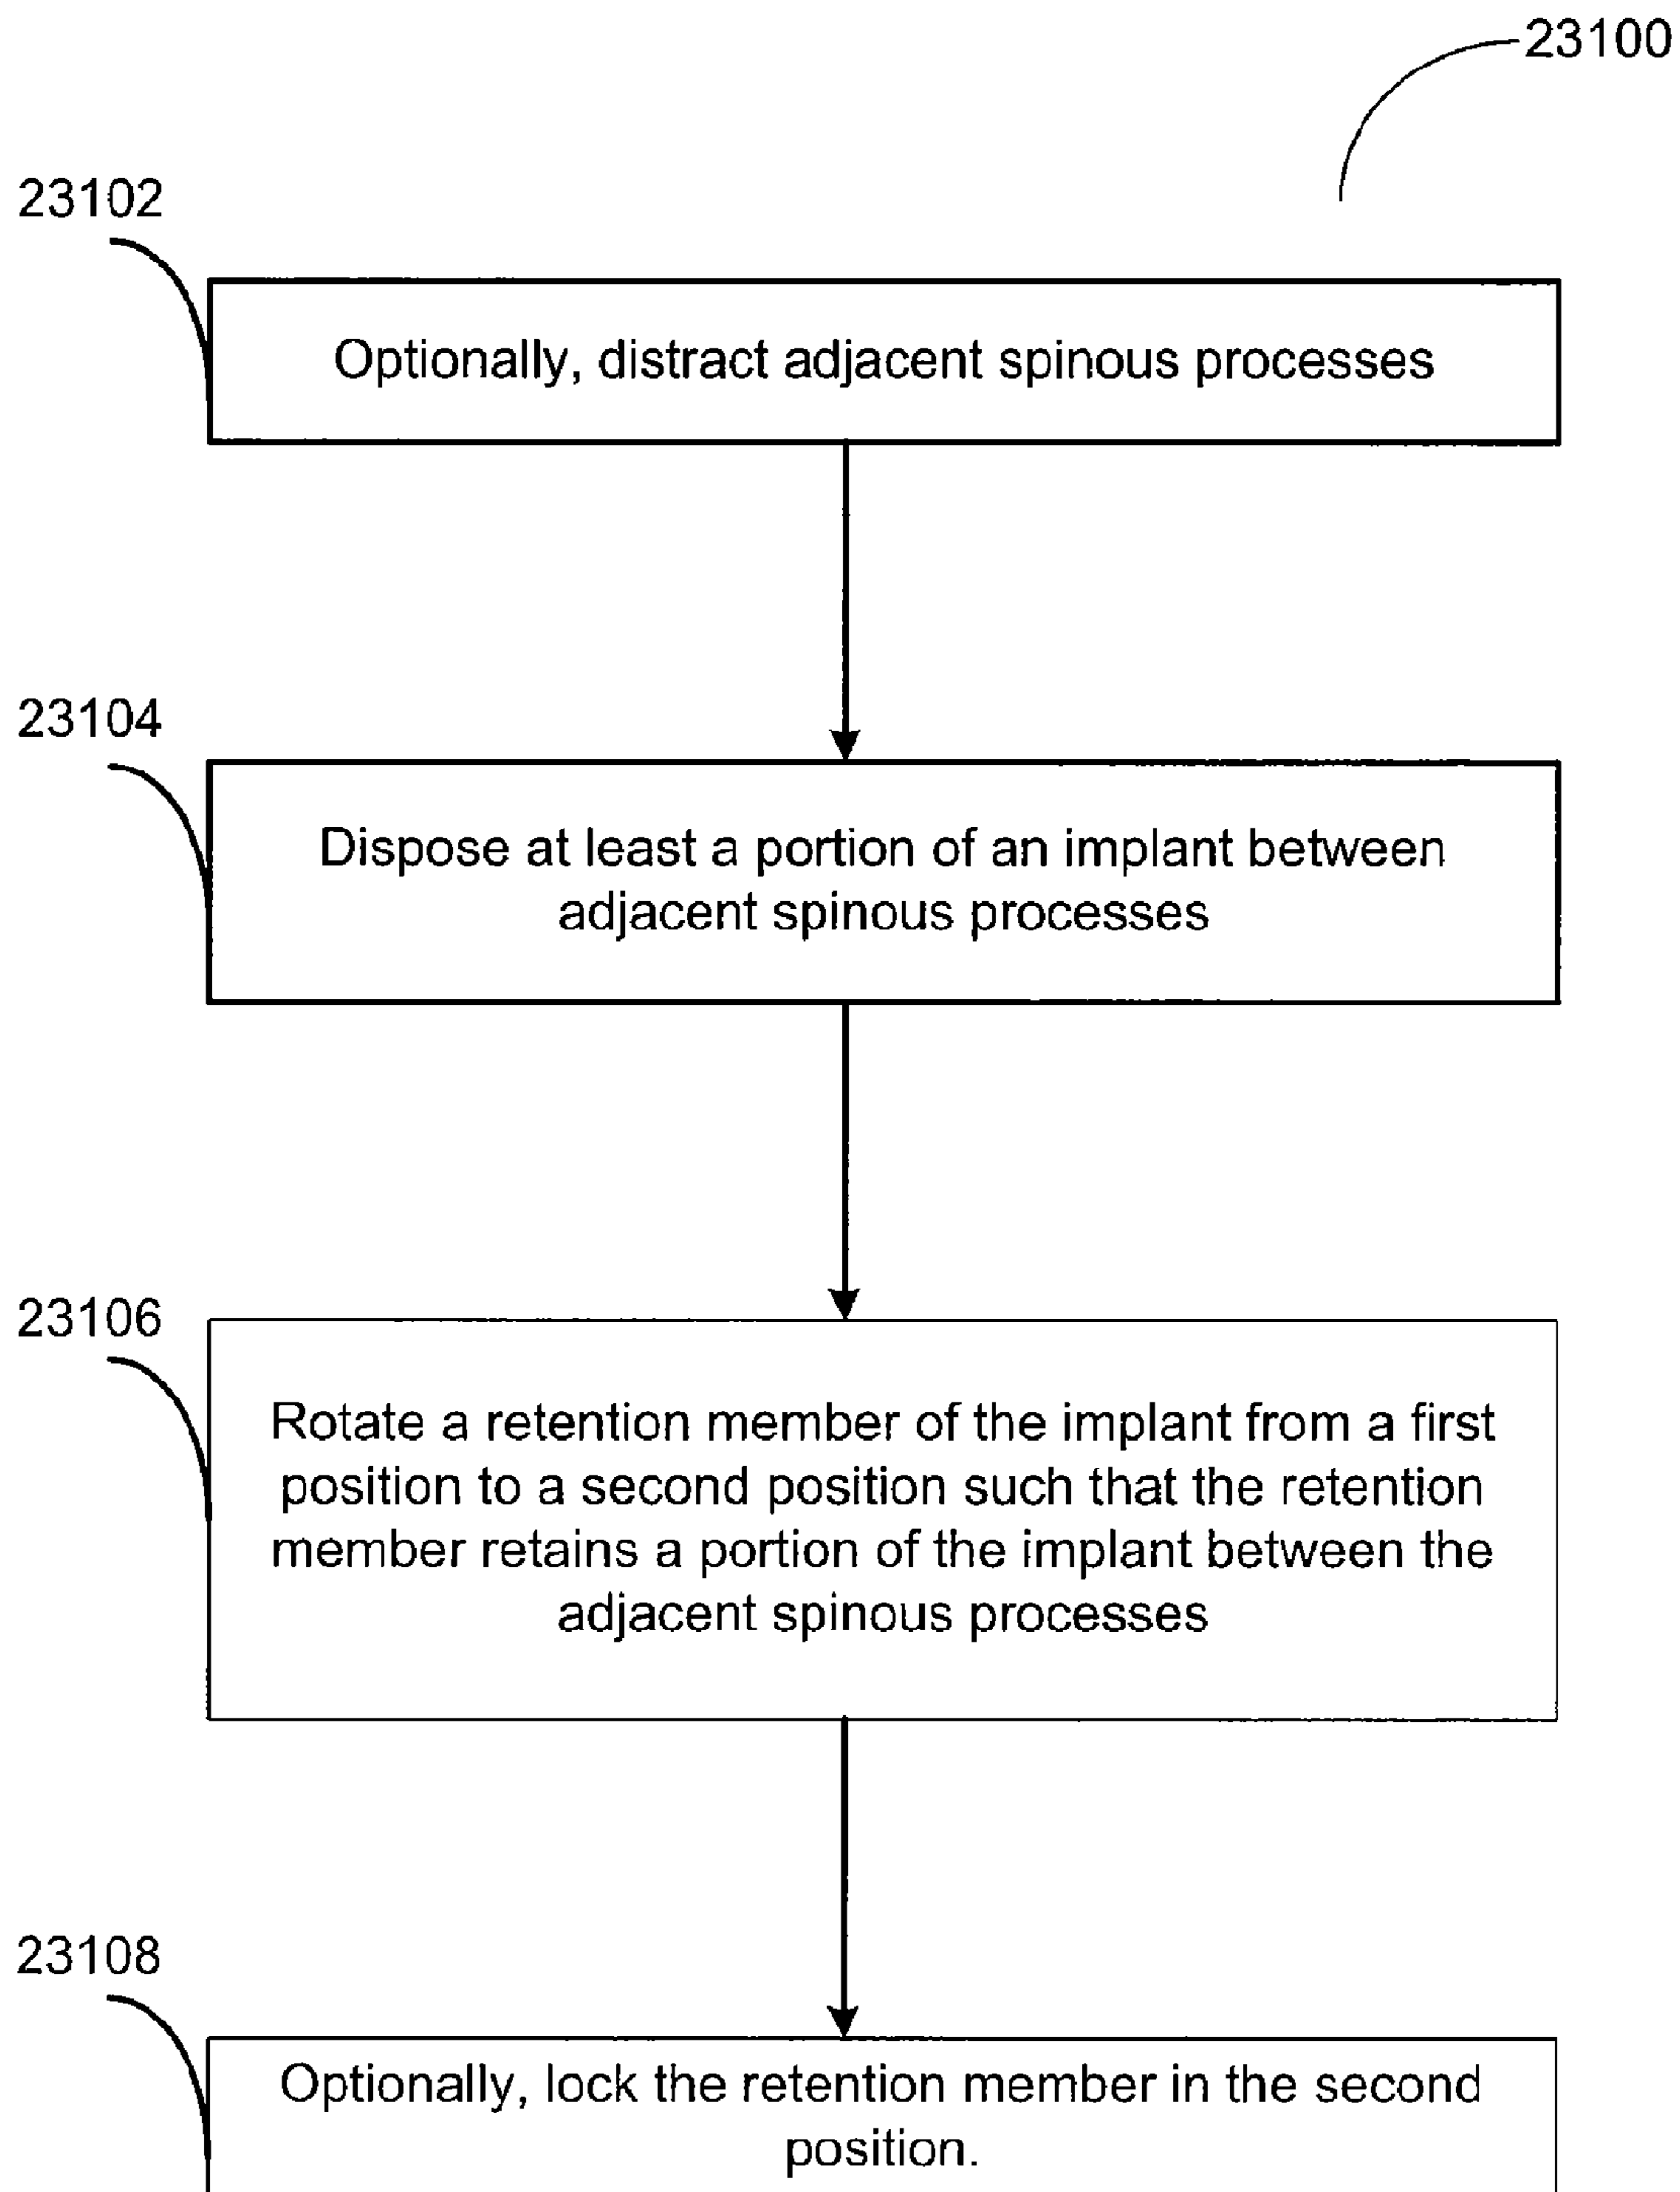 23100
23102
Optionally, distract adjacent spinous processes
23104
Dispose at least a portion of an implant between
adjacent spinous processes
23106
Rotate a retention member of the implant from a first
position to a second position such that the retention
member retains a portion of the implant between the
adjacent spinous processes
23108
Optionally, lock the retention member in the second
position.